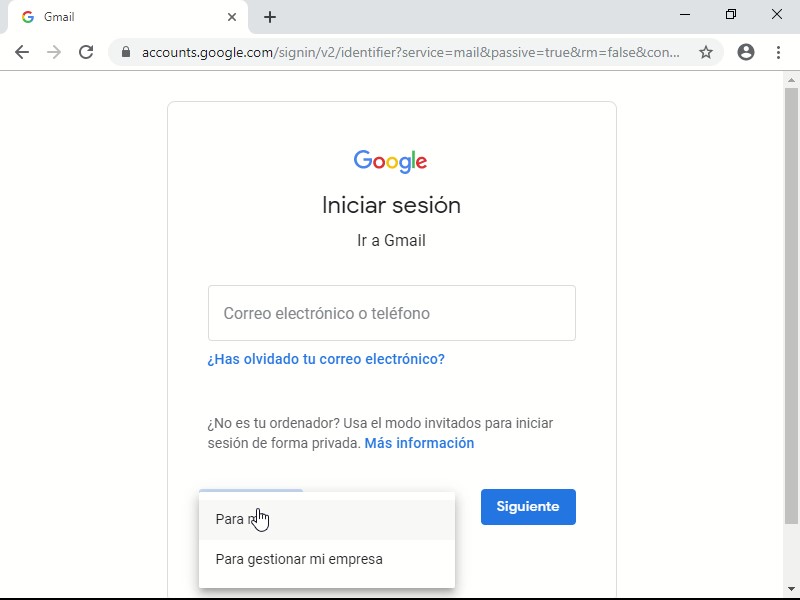 Gmail
accounts.google.com/signin/v2/identifier?service=mail&passive=true&rm=false&con...
Google
Iniciar sesión
Ir a Gmail
Correo electrónico o teléfono
¿Has olvidado tu correo electrónico?
¿No es tu ordenador? Usa el modo invitados para iniciar
sesión de forma privada. Más información
Siguiente
Para
Para gestionar mi empresa